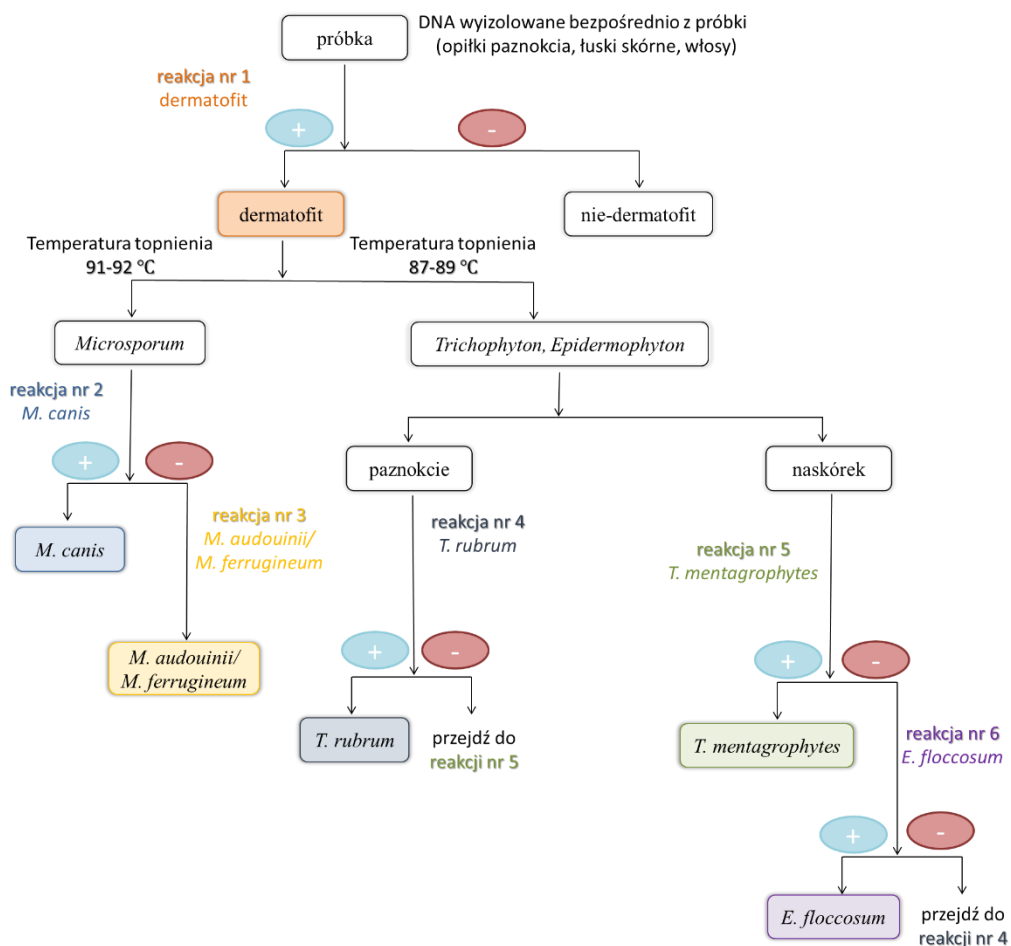 DNA wyizolowane bezpośrednio z próbki
(opiłki paznokcia, łuski skórne, włosy)
próbka
reakcja nr 1
dermatofit
+
-
dermatofit
nie-dermatofit
Temperatura topnienia
91-92 ℃
Temperatura topnienia
87-89 ℃
Microsporum
Trichophyton, Epidermophyton
reakcja nr 2
M. canis
+
-
paznokcie
naskórek
M. canis
reakcja nr 3
M. audouinii/
M. ferrugineum
reakcja nr 4
T. rubrum
reakcja nr 5
T. mentagrophytes
M. audouinii/
M. ferrugineum
+
-
+
-
T. rubrum
przejdź do
reakcji nr 5
T. mentagrophytes
reakcja nr 6
E. floccosum
+
-
E. floccosum
przejdź do
reakcji nr 4